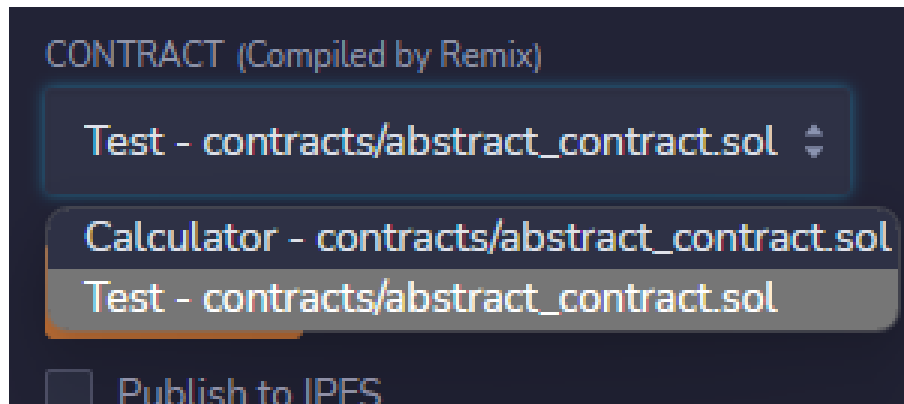 CONTRACT (Compiled by Remix)
Test - contracts/abstract_contract.sol
Calculator - contracts/abstract_contract.sol
Test - contracts/abstract_contract.sol
Publish to IPFS